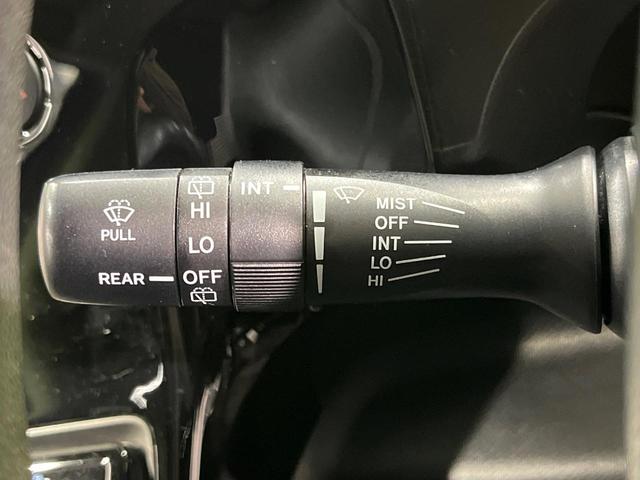 PULL
REAR
HI
LO
OFF
INT
MIST
OFF
INT
LO
HI